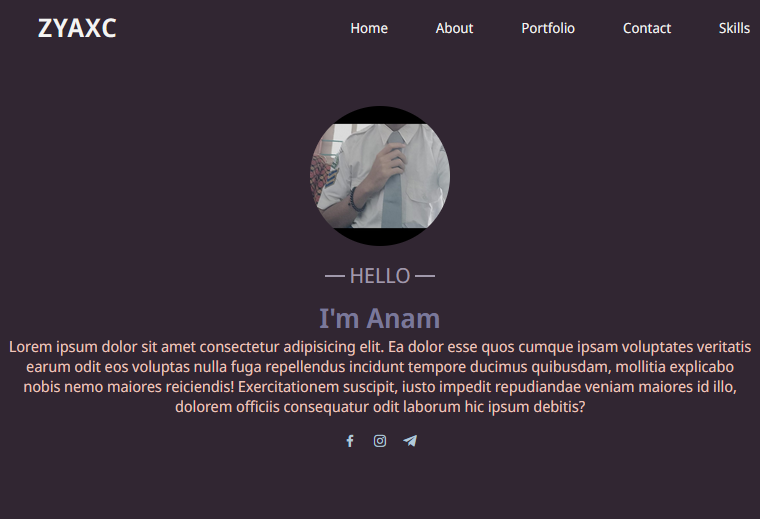 ZYAXC
Home About Portfolio Contact Skills
HELLO
I'm Anam
Lorem ipsum dolor sit amet consectetur adipisicing elit. Ea dolor esse quos cumque ipsam voluptates veritatis
earum odit eos voluptas nulla fuga repellendus incidunt tempore ducimus quibusdam, mollitia explicabo
nobis nemo maiores reiciendis! Exercitationem suscipit, iusto impedit repudiandae veniam maiores id illo,
dolorem officiis consequatur odit laborum hic ipsum debitis?